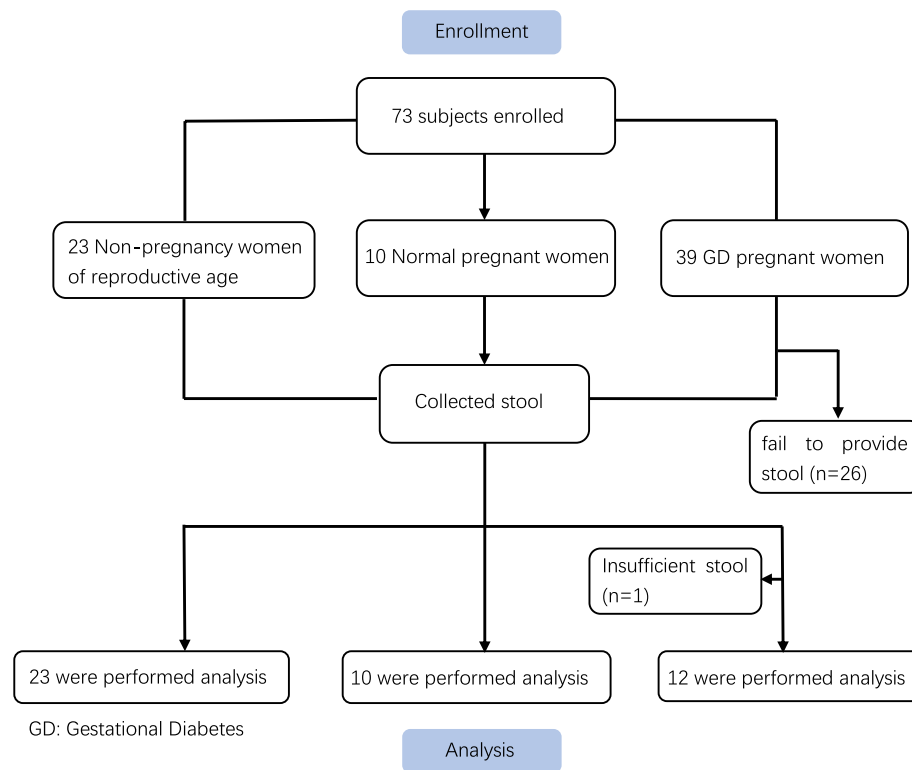 Enrollment
73 subjects enrolled
23 Non-pregnancy women
of reproductive age
10 Normal pregnant women
39 GD pregnant women
Collected stool
fail to provide
stool (n=26)
Insufficient stool
(n=1)
23 were performed analysis
10 were performed analysis
12 were performed analysis
GD: Gestational Diabetes
Analysis